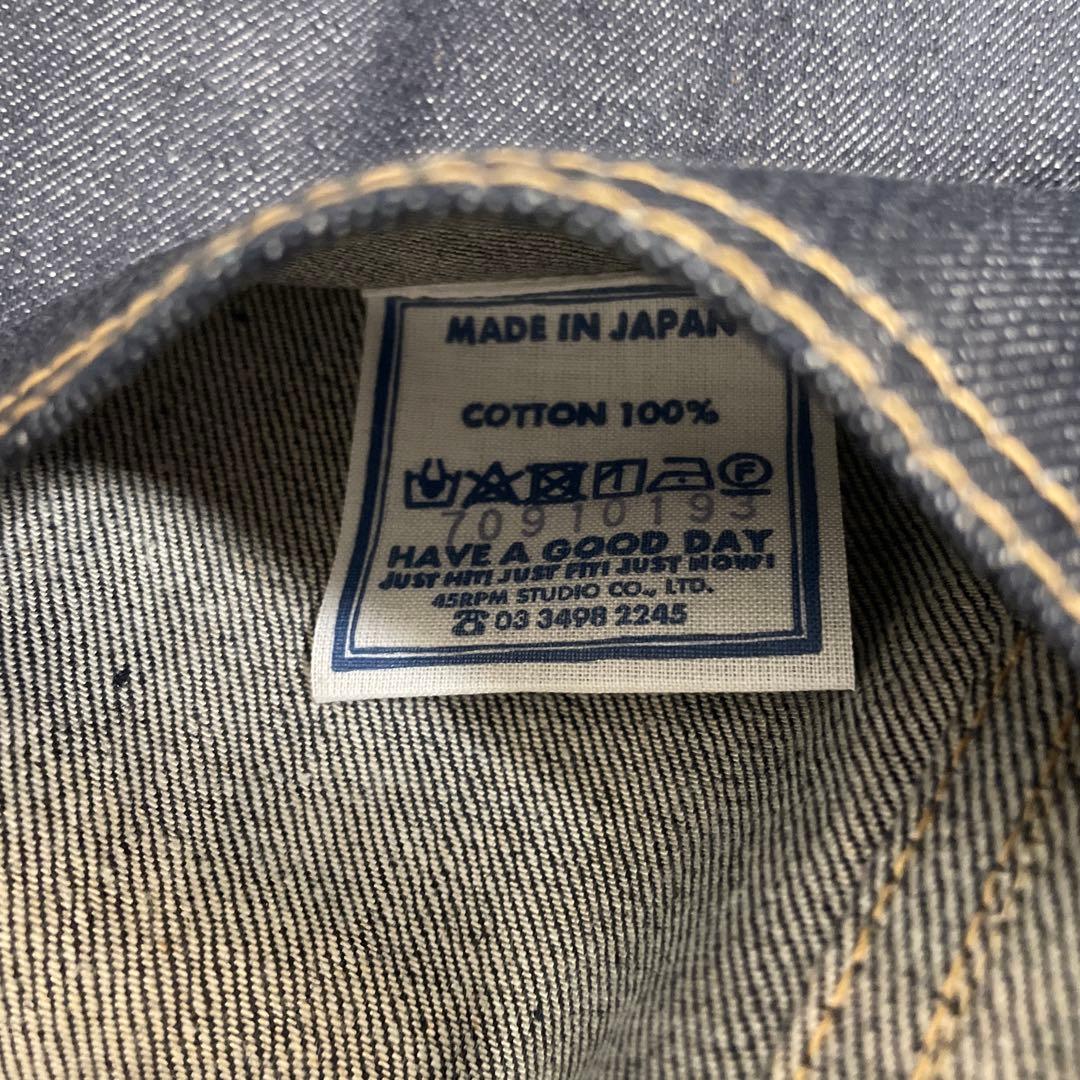 MADE IN JAPAN
COTTON 100%
1 F
70910193
HAVE A GOOD DAY
JUST HIT! JUST FIT! JUST NOW!
45RPM STUDIO CO., LTD.
☎ 03 3498 2245